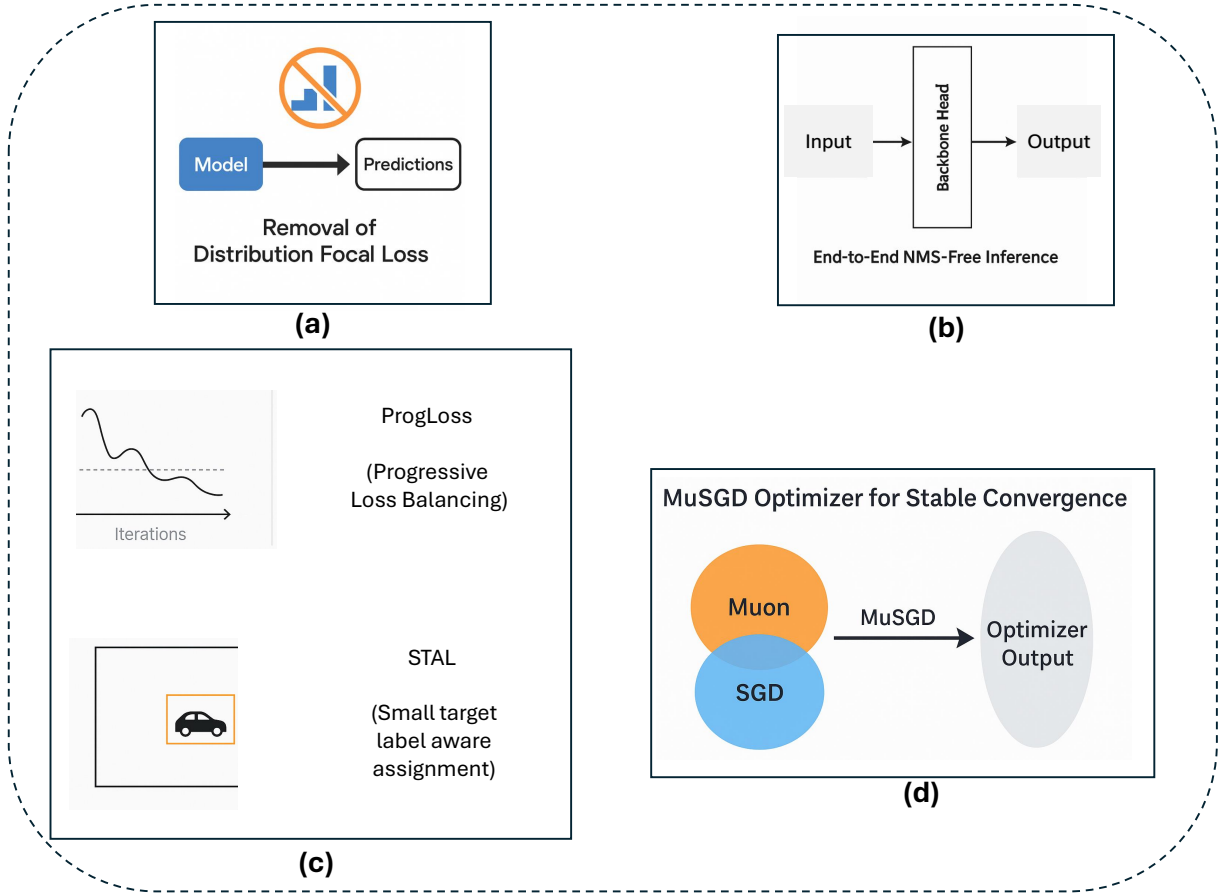 Model
Predictions
Removal of
Distribution Focal Loss
(a)
Input
Backbone Head
Output
End-to-End NMS-Free Inference
(b)
Iterations
ProgLoss
(Progressive
Loss Balancing)
STAL
(Small target
label aware
assignment)
(c)
MuSGD Optimizer for Stable Convergence
Muon
SGD
MuSGD
Optimizer
Output
(d)